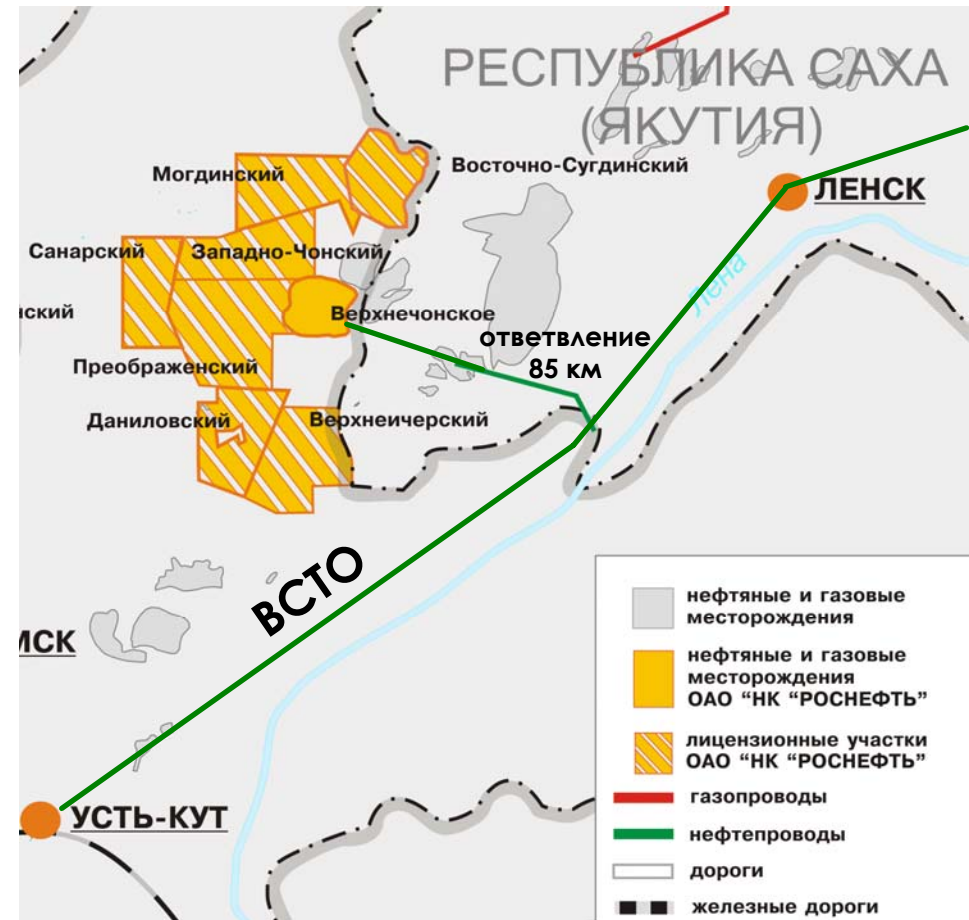 РЕСПУБЛИКА САХА
(ЯКУТИЯ)
Восточно-Сугдинский
Могдинский
ЛЕНСК
Санарский
Западно-Чонский
Лена
Верхнечонское
ответвление
85 км
Преображенский
Даниловский
Верхнеичерский
ВСТО
УСТЬ-КУТ
нефтяные и газовые
месторождения
нефтяные и газовые
месторождения
ОАО “НК “РОСНЕФТЬ”
лицензионные участки
ОАО “НК “РОСНЕФТЬ”
газопроводы
нефтепроводы
дороги
железные дороги